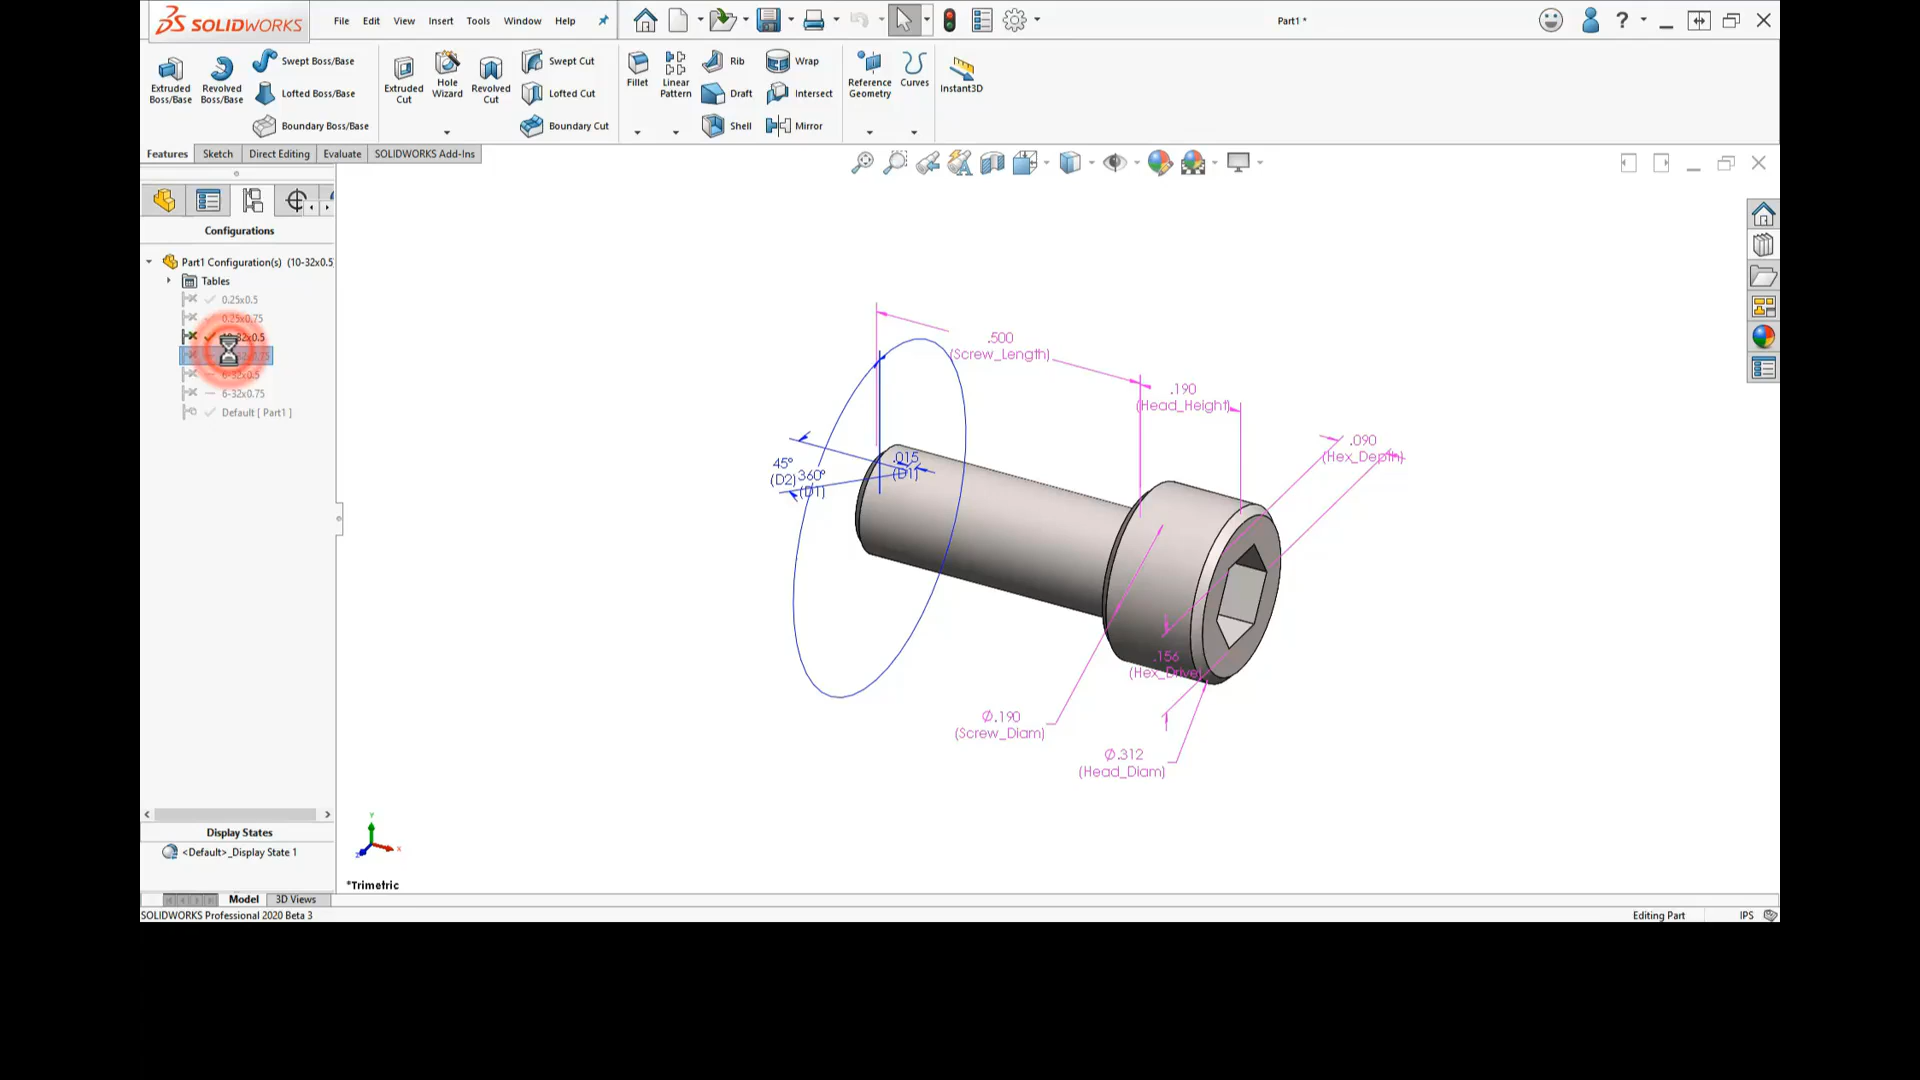 SOLIDWORKS
File Edit View Insert Tools Window Help
Part1 *
?
Extruded Boss/Base
Revolved Boss/Base
Swept Boss/Base
Lofted Boss/Base
Boundary Boss/Base
Extruded Cut
Hole Wizard
Revolved Cut
Swept Cut
Lofted Cut
Boundary Cut
Fillet
Linear Pattern
Rib
Draft
Shell
Wrap
Intersect
Mirror
Reference Geometry
Curves
Instant3D
Features Sketch Direct Editing Evaluate SOLIDWORKS Add-Ins
Configurations
Part1 Configuration(s) (10-32x0.5
Tables
0.25x0.5
0.25x0.75
6-32x0.5
6-32x0.75
Default [ Part1 ]
.500
(Screw_Length)
.190
(Head_Height)
.090
(Hex_Depth)
45°
(D2)
360°
(D1)
.015
(D1)
.156
(Hex_Drive)
Ø.190
(Screw_Diam)
Ø.312
(Head_Diam)
Display States
<Default>_Display State 1
Y
X
Z
*Trimetric
Model 3D Views
SOLIDWORKS Professional 2020 Beta 3
Editing Part
IPS